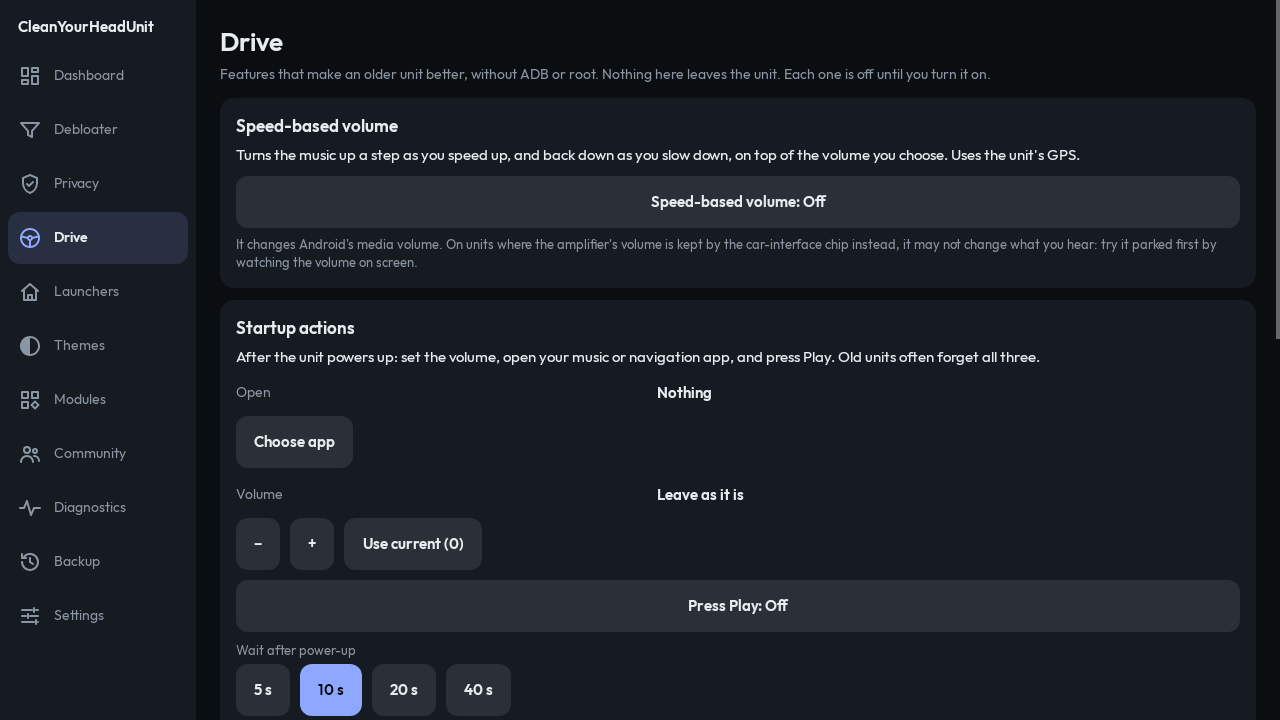 CleanYourHeadUnit
Dashboard
Debloater
Privacy
Drive
Launchers
Themes
Modules
Community
Diagnostics
Backup
Settings
Drive
Features that make an older unit better, without ADB or root. Nothing here leaves the unit. Each one is off until you turn it on.
Speed-based volume
Turns the music up a step as you speed up, and back down as you slow down, on top of the volume you choose. Uses the unit's GPS.
Speed-based volume: Off
It changes Android's media volume. On units where the amplifier's volume is kept by the car-interface chip instead, it may not change what you hear: try it parked first by
watching the volume on screen.
Startup actions
After the unit powers up: set the volume, open your music or navigation app, and press Play. Old units often forget all three.
Open
Nothing
Choose app
Volume
Leave as it is
– + Use current (0)
Press Play: Off
Wait after power-up
5 s 10 s 20 s 40 s